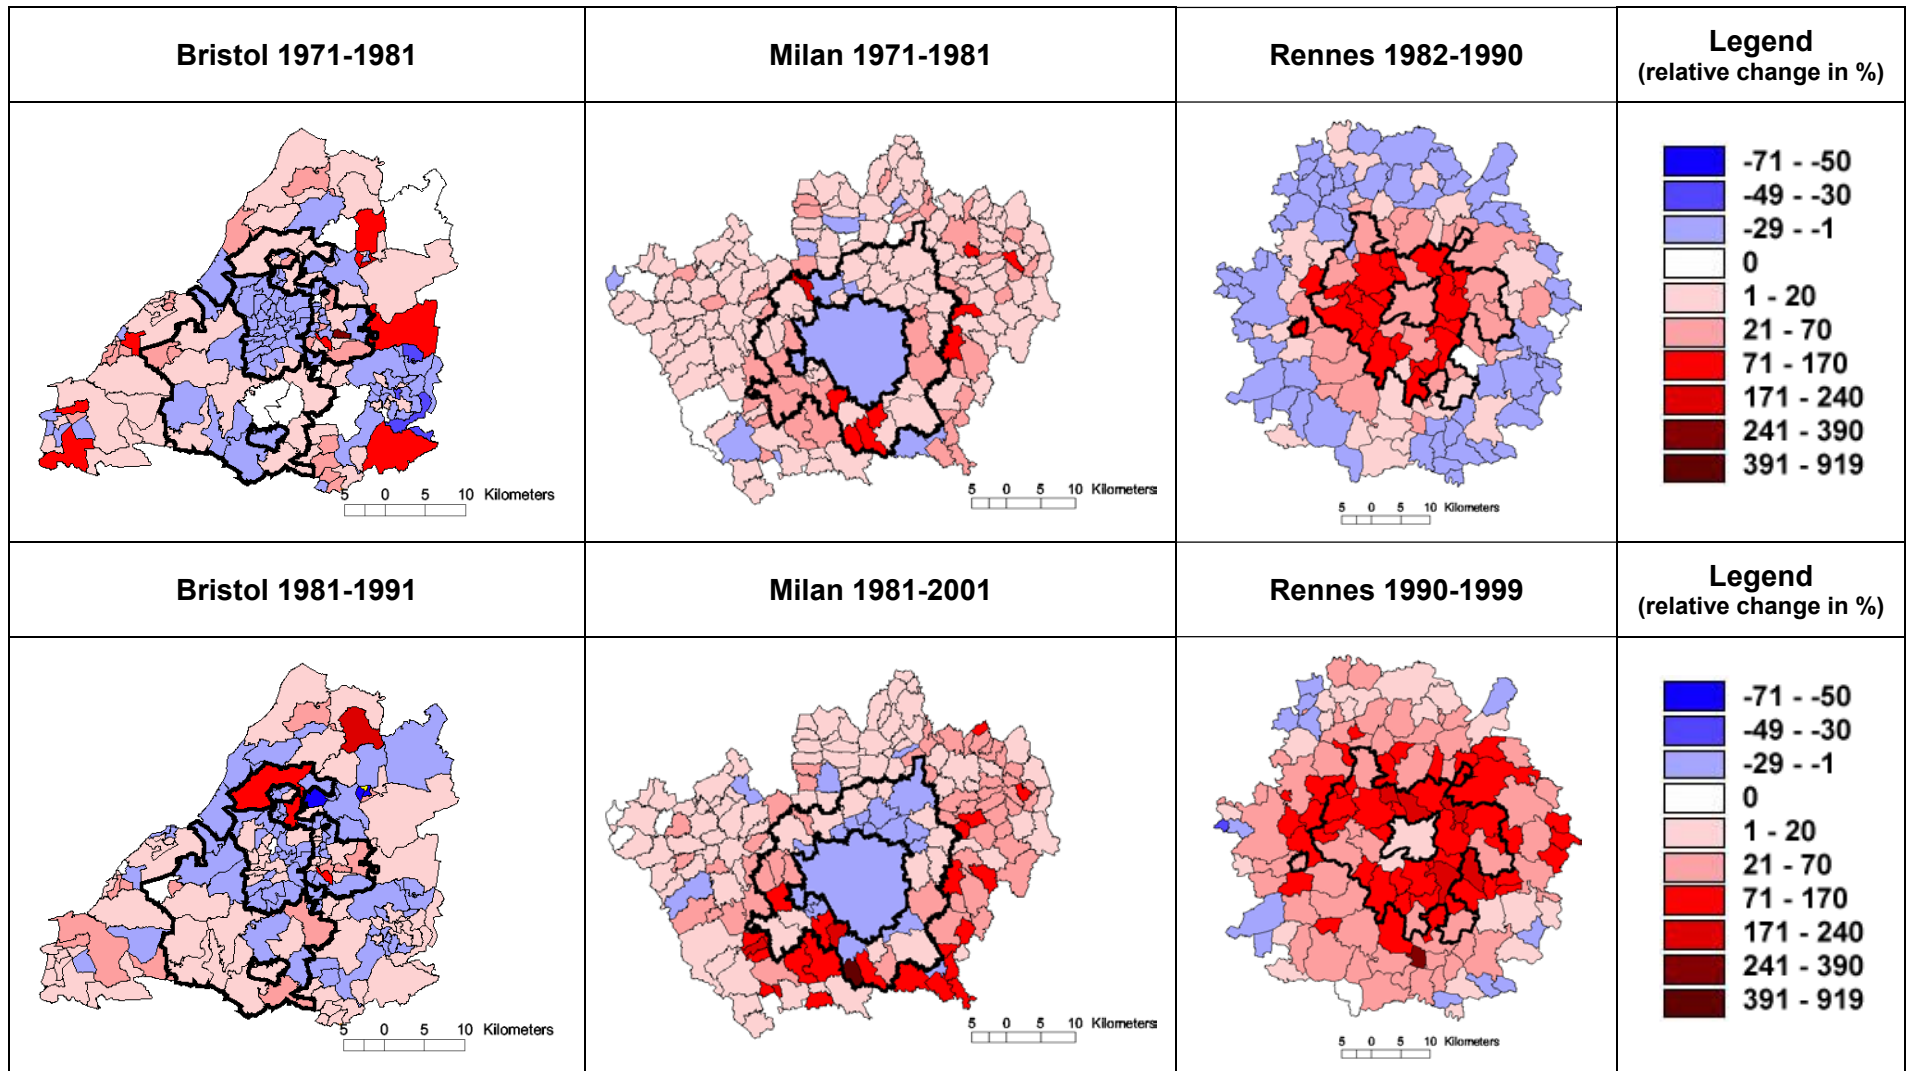 Bristol 1971-1981
Milan 1971-1981
Rennes 1982-1990
Legend
(relative change in %)
-71 - -50
-49 - -30
-29 - -1
0
1 - 20
21 - 70
71 - 170
171 - 240
241 - 390
391 - 919
5 0 5 10 Kilometers
5 0 5 10 Kilometers
5 0 5 10 Kilometers
Bristol 1981-1991
Milan 1981-2001
Rennes 1990-1999
Legend
(relative change in %)
-71 - -50
-49 - -30
-29 - -1
0
1 - 20
21 - 70
71 - 170
171 - 240
241 - 390
391 - 919
5 0 5 10 Kilometers
5 0 5 10 Kilometers
5 0 5 10 Kilometers